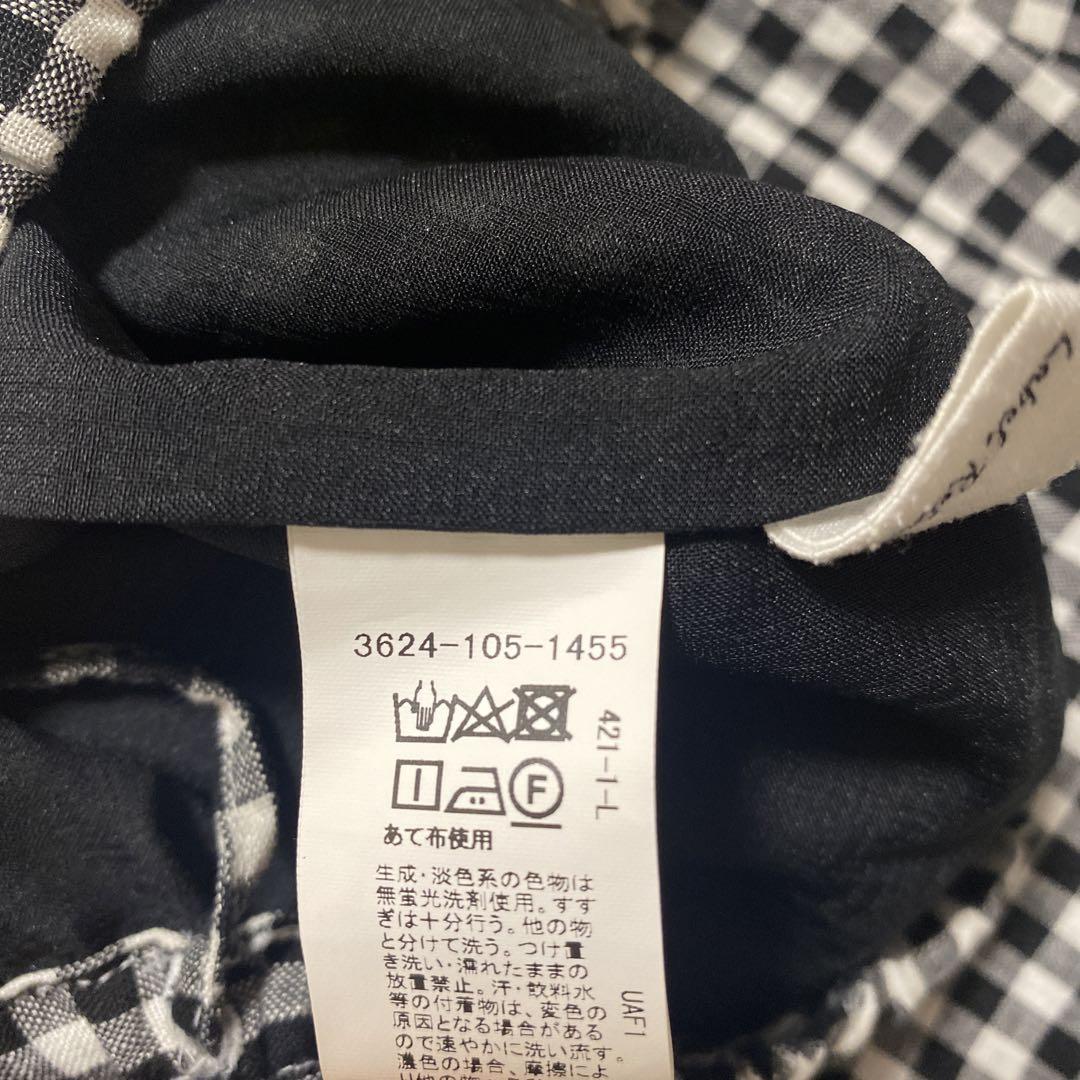 Label
3624-105-1455
421-1-L
F
あて布使用
生成・淡色系の色物は
無蛍光洗剤使用。すす
ぎは十分行う。他の物
と分けて洗う。つけ置
き洗い・濡れたままの
放置禁止。汗・飲料水
等の付着物は、変色の
原因となる場合がある
ので速やかに洗い流す。
濃色の場合、摩擦によ
UAF1